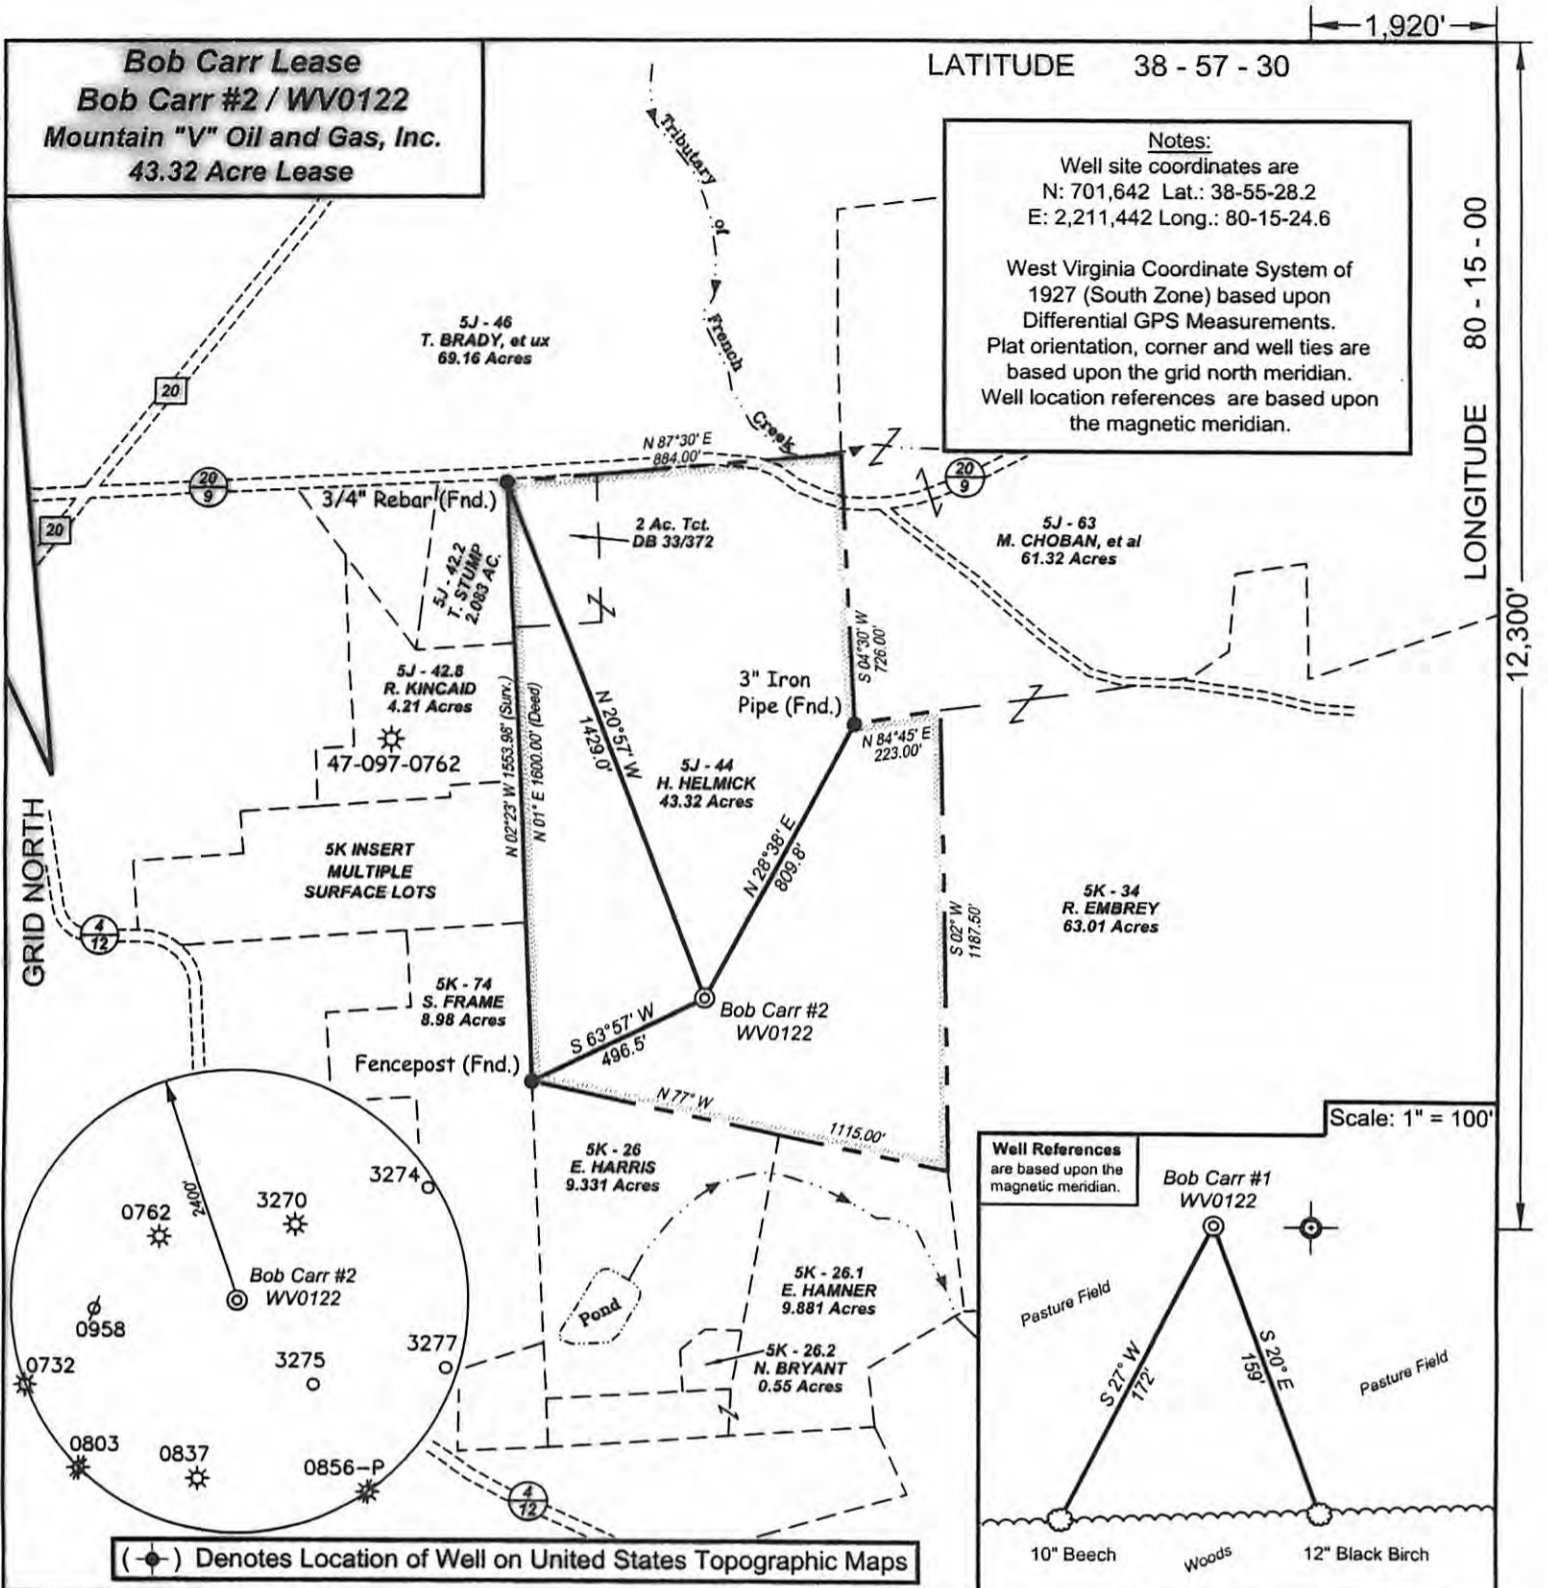 1,920'
Bob Carr Lease
Bob Carr #2 / WV0122
Mountain "V" Oil and Gas, Inc.
43.32 Acre Lease
LATITUDE 38 - 57 - 30
Notes:
Well site coordinates are
N: 701,642 Lat.: 38-55-28.2
E: 2,211,442 Long.: 80-15-24.6
West Virginia Coordinate System of
1927 (South Zone) based upon
Differential GPS Measurements.
Plat orientation, corner and well ties are
based upon the grid north meridian.
Well location references are based upon
the magnetic meridian.
LONGITUDE 80 - 15 - 00
12,300'
Tributary of French Creek
5J - 46
T. BRADY, et ux
69.16 Acres
20
20
20
9
N 87°30' E
884.00'
20
9
3/4" Rebar (Fnd.)
2 Ac. Tct.
DB 33/372
5J - 63
M. CHOBAN, et al
61.32 Acres
5J - 42.2
T. STUMP
2.083 AC.
S 04°30' W
726.00'
5J - 42.8
R. KINCAID
4.21 Acres
47-097-0762
3" Iron
Pipe (Fnd.)
N 84°45' E
223.00'
N 02°23' W 1553.98' (Surv.)
N 01° E 1600.00' (Deed)
N 20°57' W
1429.0'
5J - 44
H. HELMICK
43.32 Acres
N 28°38' E
809.8'
GRID NORTH
5K INSERT
MULTIPLE
SURFACE LOTS
5K - 34
R. EMBREY
63.01 Acres
S 02° W
1187.50'
4
12
5K - 74
S. FRAME
8.98 Acres
S 63°57' W
496.5'
Bob Carr #2
WV0122
Fencepost (Fnd.)
N 77° W
1115.00'
5K - 26
E. HARRIS
9.331 Acres
Pond
5K - 26.1
E. HAMNER
9.881 Acres
5K - 26.2
N. BRYANT
0.55 Acres
4
12
2400'
3274
0762
3270
Bob Carr #2
WV0122
0958
3277
0732
3275
0803
0837
0856-P
Scale: 1" = 100'
Well References
are based upon the
magnetic meridian.
Bob Carr #1
WV0122
Pasture Field
Pasture Field
S 27° W
172'
S 20° E
159'
10" Beech
Woods
12" Black Birch
( ) Denotes Location of Well on United States Topographic Maps